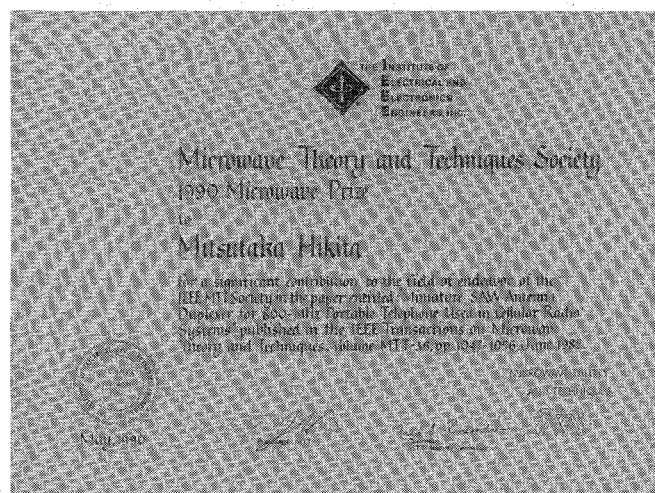 THE INSTITUTE OF
ELECTRICAL AND
ELECTRONICS
ENGINEERS, INC.
Microwave Theory and Techniques Society
1990 Microwave Prize
to
Mitsutaka Hikita
for a significant contribution to the field of endeavor of the
IEEE MTT Society in the paper entitled "Miniature SAW Antenna
Duplexer for 800-MHz Portable Telephone Used in Cellular Radio
Systems" published in the IEEE Transactions on Microwave
Theory and Techniques, Volume MTT-36, pp. 1047-1056, June 1988.
May, 1990